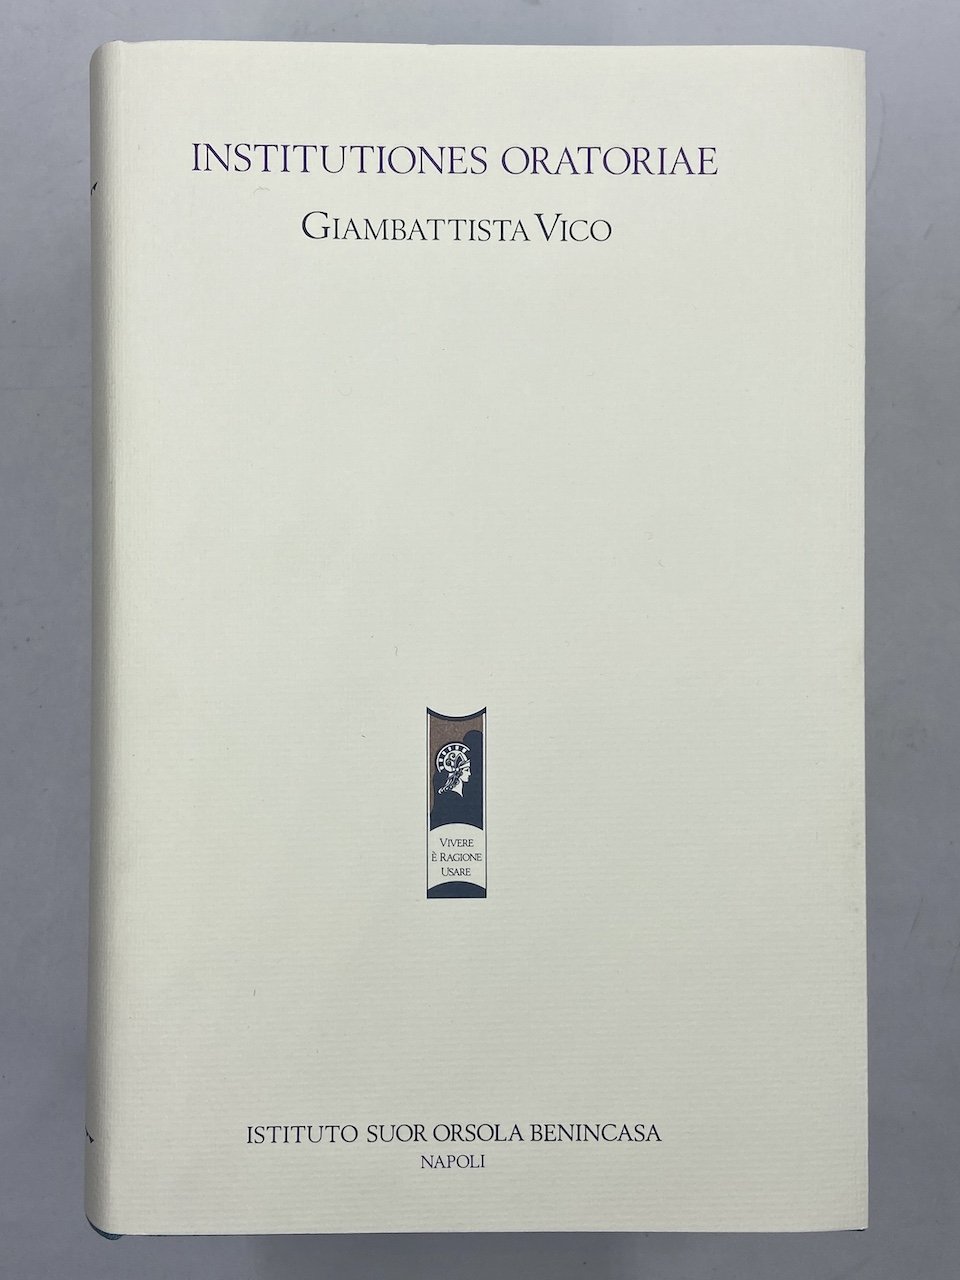 INSTITUTIONES ORATORIAE
GIAMBATTISTA VICO
VIVERE
È RAGIONE
USARE
ISTITUTO SUOR ORSOLA BENINCASA
NAPOLI